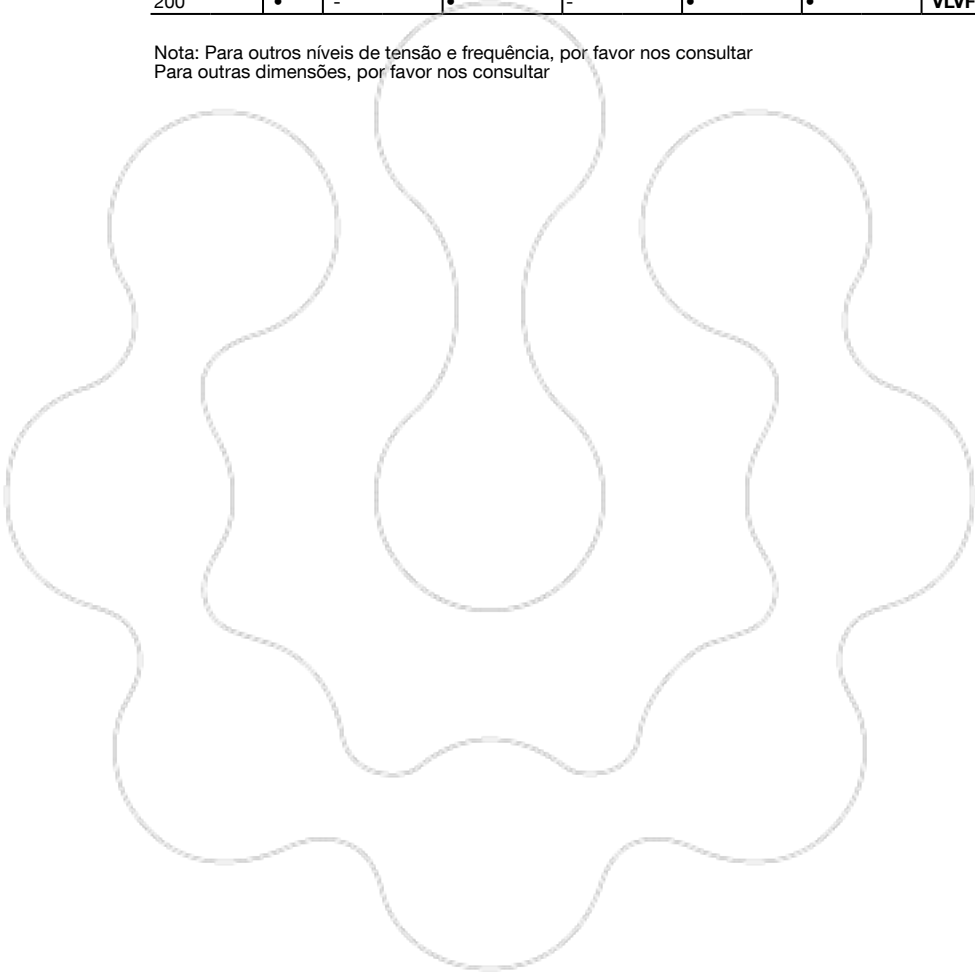 200 • - • - • • VLVF
Nota: Para outros níveis de tensão e frequência, por favor nos consultar
Para outras dimensões, por favor nos consultar